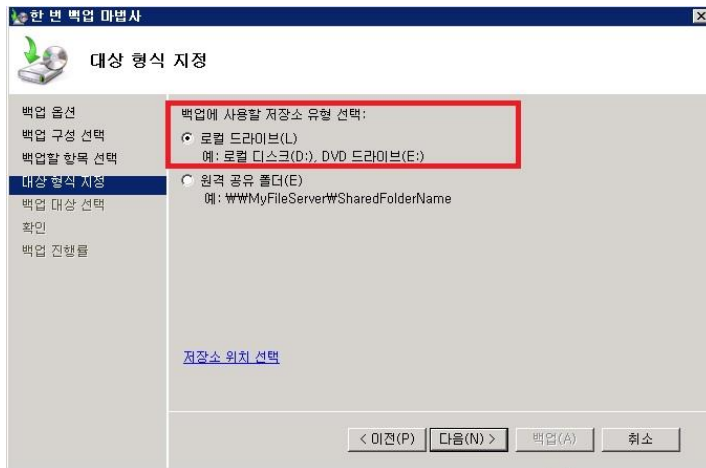 한 번 백업 마법사
대상 형식 지정
백업 옵션
백업 구성 선택
백업할 항목 선택
대상 형식 지정
백업 대상 선택
확인
백업 진행률
백업에 사용할 저장소 유형 선택:
로컬 드라이브(L)
예: 로컬 디스크(D:), DVD 드라이브(E:)
원격 공유 폴더(E)
예: ₩₩MyFileServer₩SharedFolderName
저장소 위치 선택
< 이전(P)
다음(N) >
백업(A)
취소